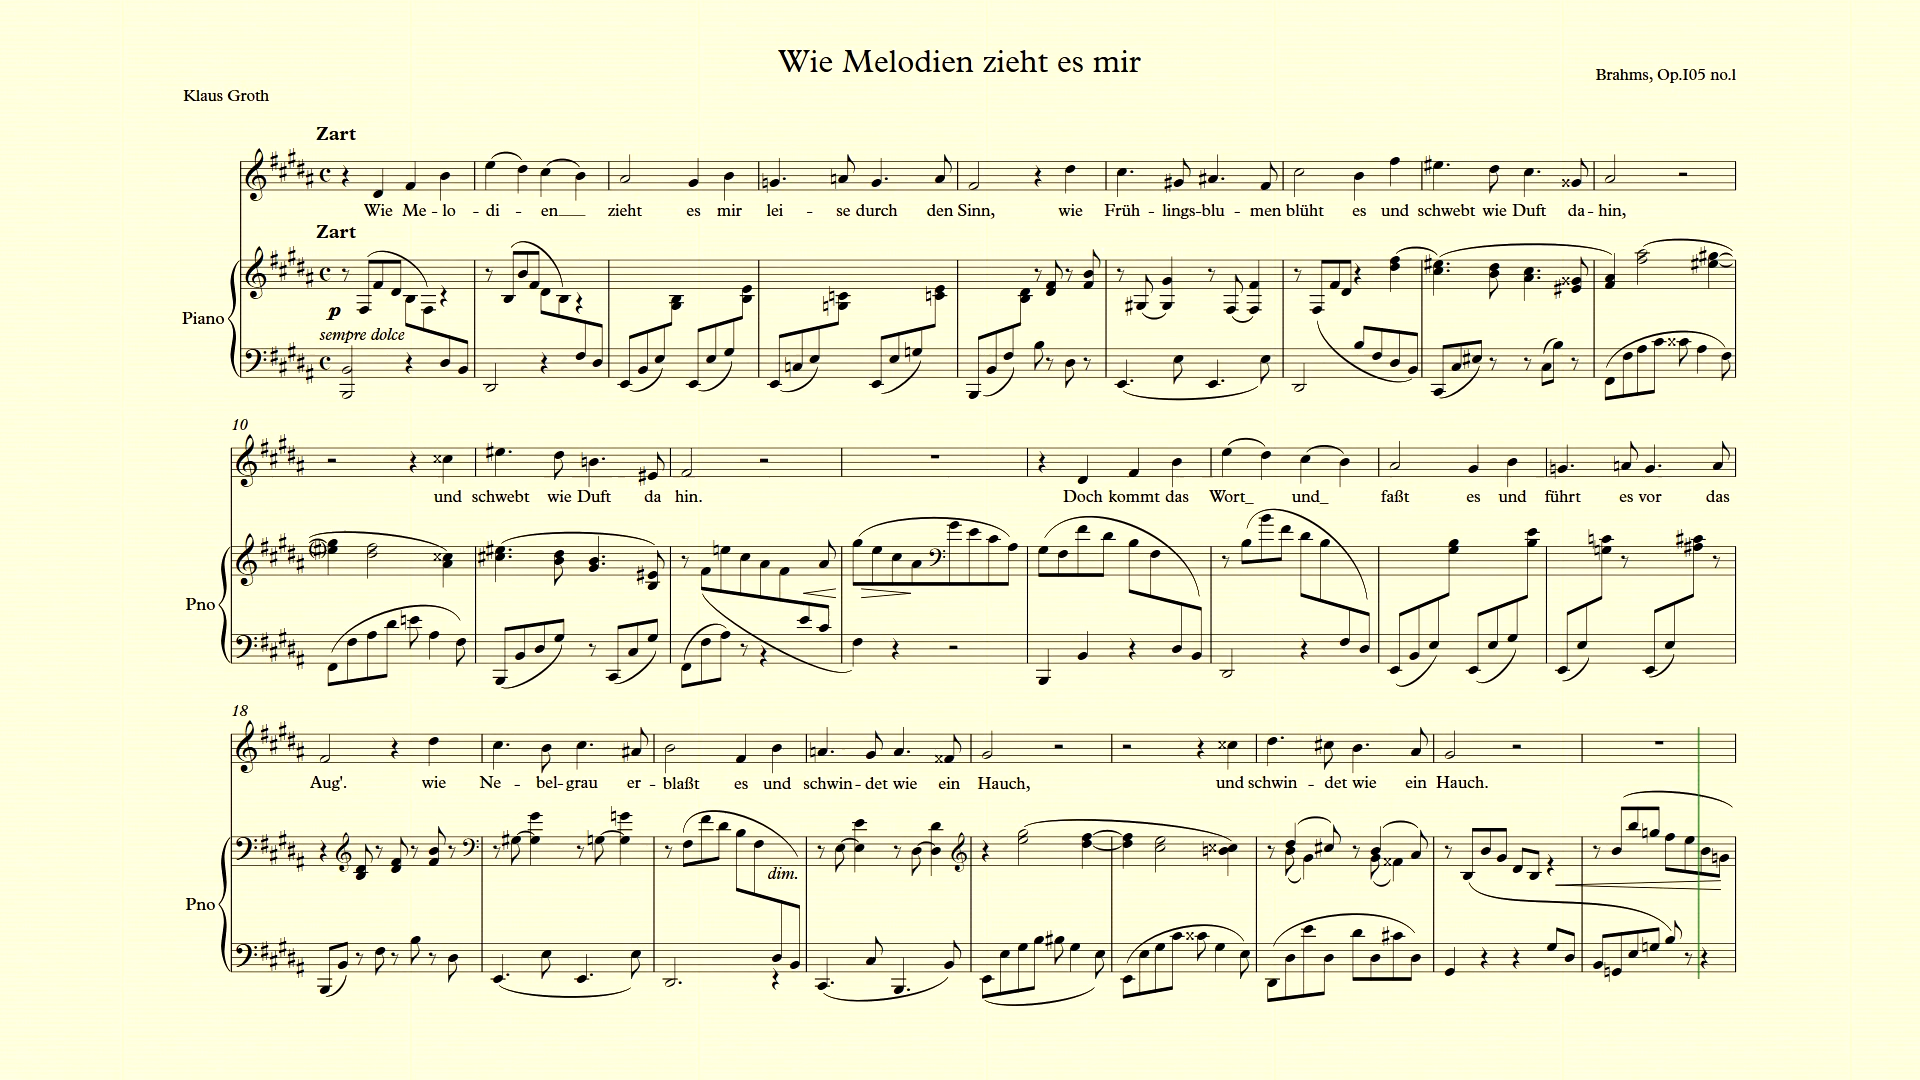 Wie Melodien zieht es mir
Brahms, Op.I05 no.l
Klaus Groth
Zart
Wie Me - lo - di - en zieht es mir lei - se durch den Sinn, wie Früh - lings-blu - men blüht es und schwebt wie Duft da - hin,
Zart
p
Piano
sempre dolce
10
und schwebt wie Duft da hin. Doch kommt das Wort_ und_ faßt es und führt es vor das
Pno
18
Aug'. wie Ne - bel-grau er - blaßt es und schwin - det wie ein Hauch, und schwin - det wie ein Hauch.
dim.
Pno